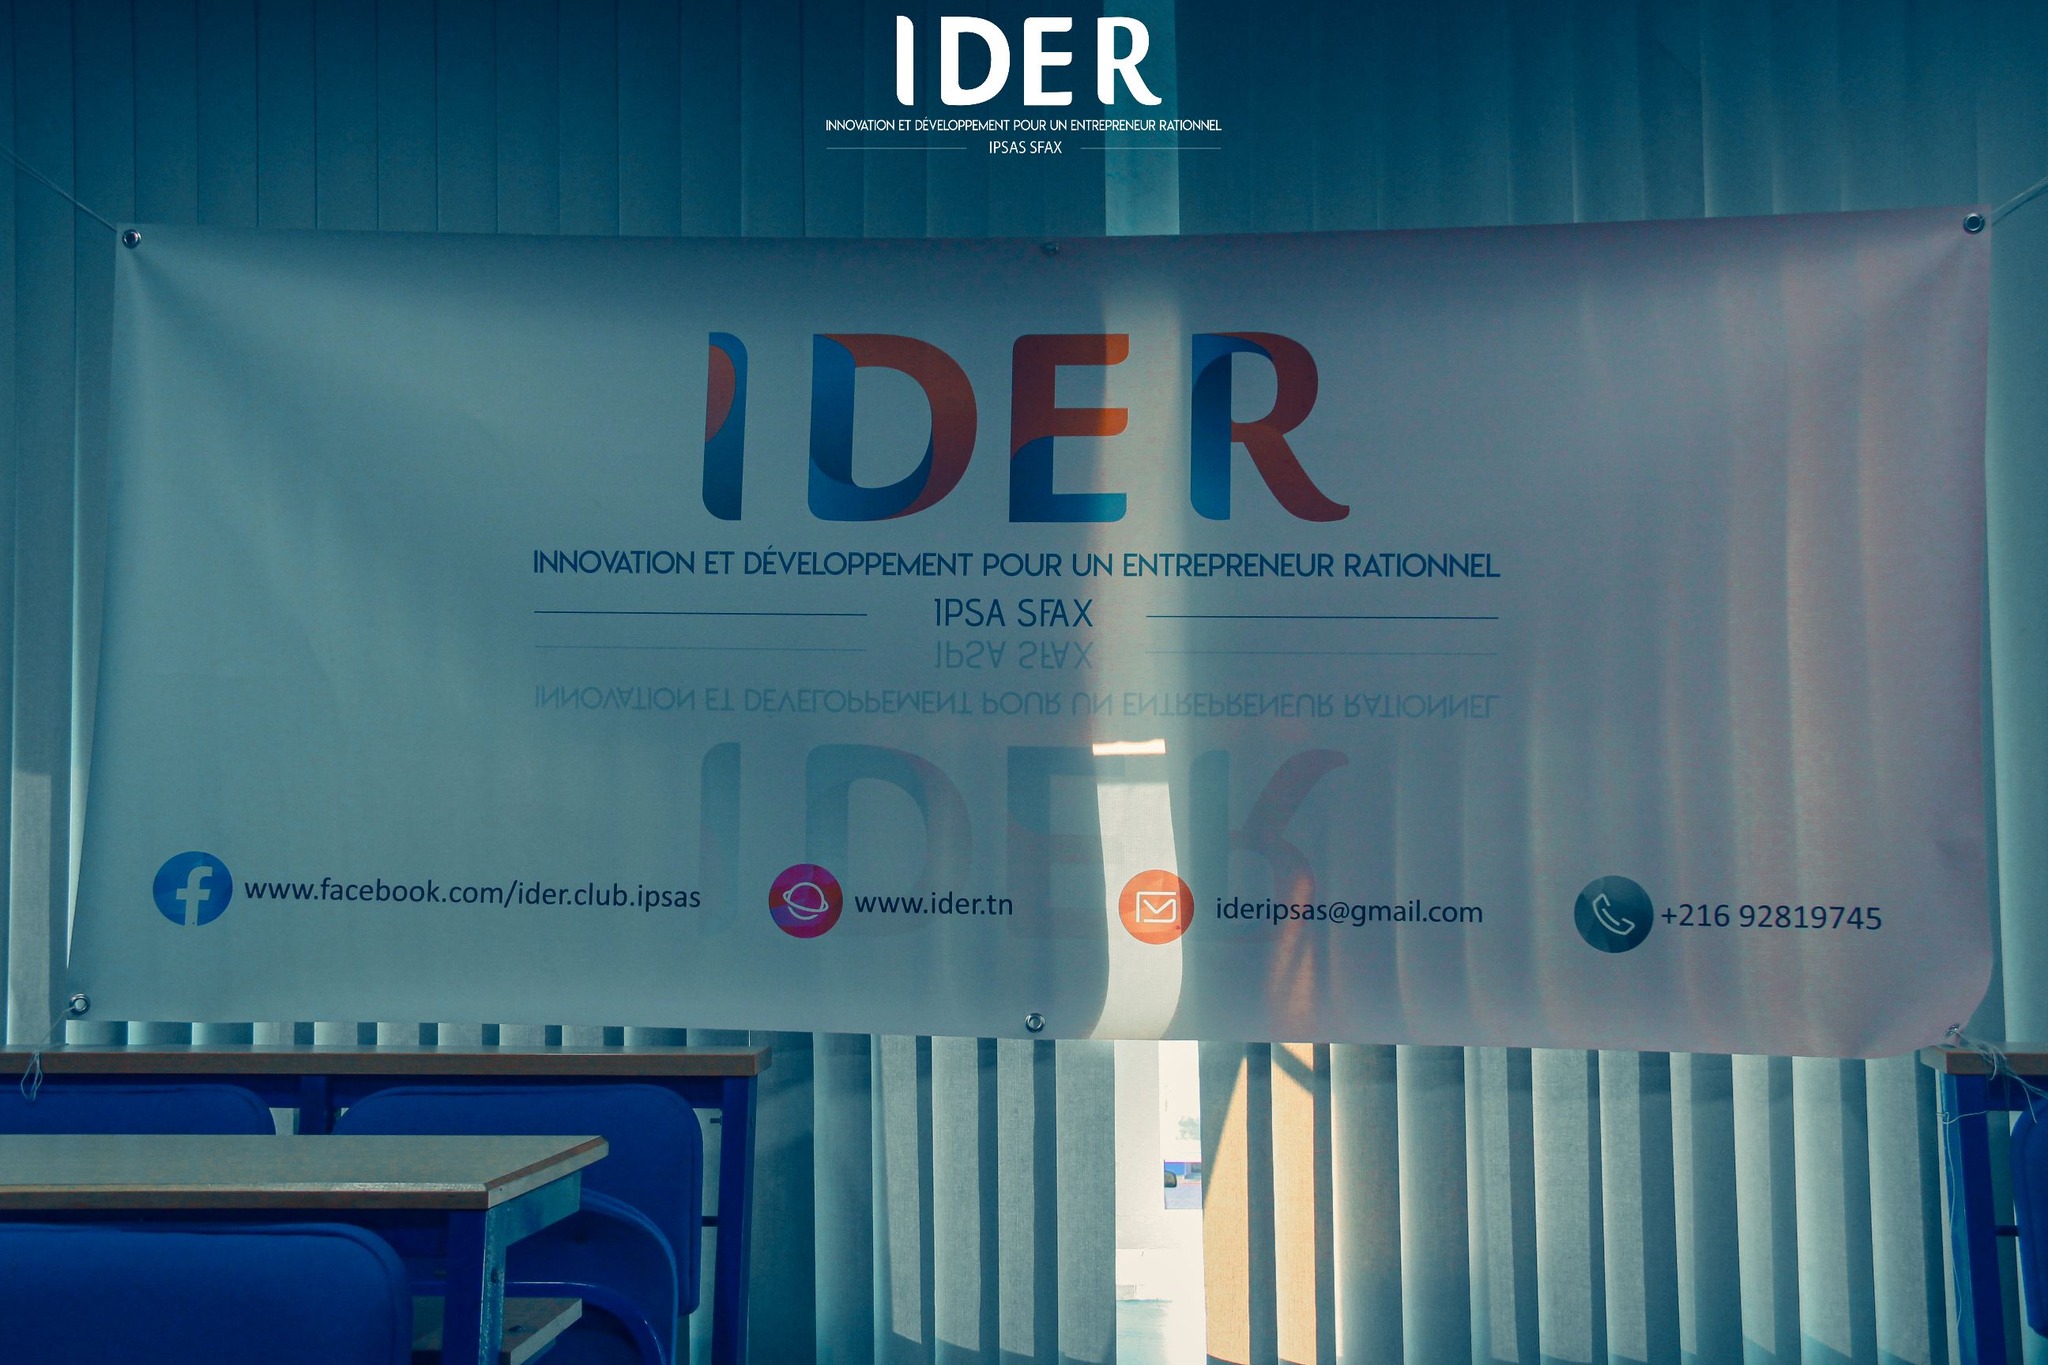 IDER
INNOVATION ET DÉVELOPPEMENT POUR UN ENTREPRENEUR RATIONNEL
IPSAS SFAX
IDER
INNOVATION ET DÉVELOPPEMENT POUR UN ENTREPRENEUR RATIONNEL
IPSA SFAX
IPSA SFAX
INNOVATION ET DÉVELOPPEMENT POUR UN ENTREPRENEUR RATIONNEL
IDER
www.facebook.com/ider.club.ipsas
www.ider.tn
ideripsas@gmail.com
+216 92819745